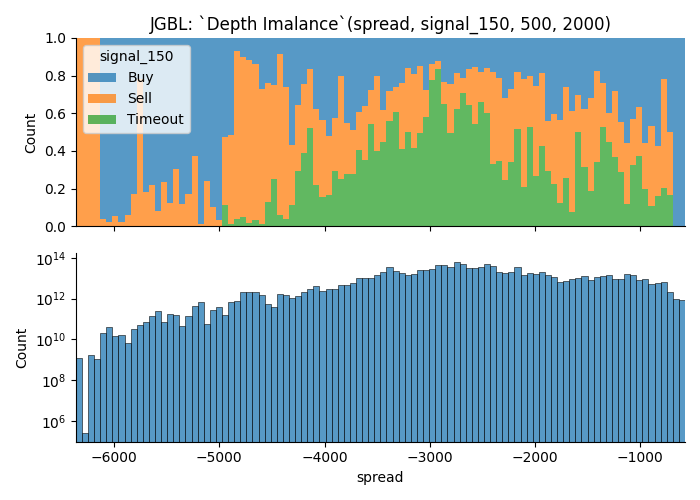 JGBL: `Depth Imalance`(spread, signal_150, 500, 2000)
1.0
0.8
0.6
0.4
0.2
0.0
Count
signal_150
Buy
Sell
Timeout
10^14
10^12
10^10
10^8
10^6
Count
−6000 −5000 −4000 −3000 −2000 −1000
spread